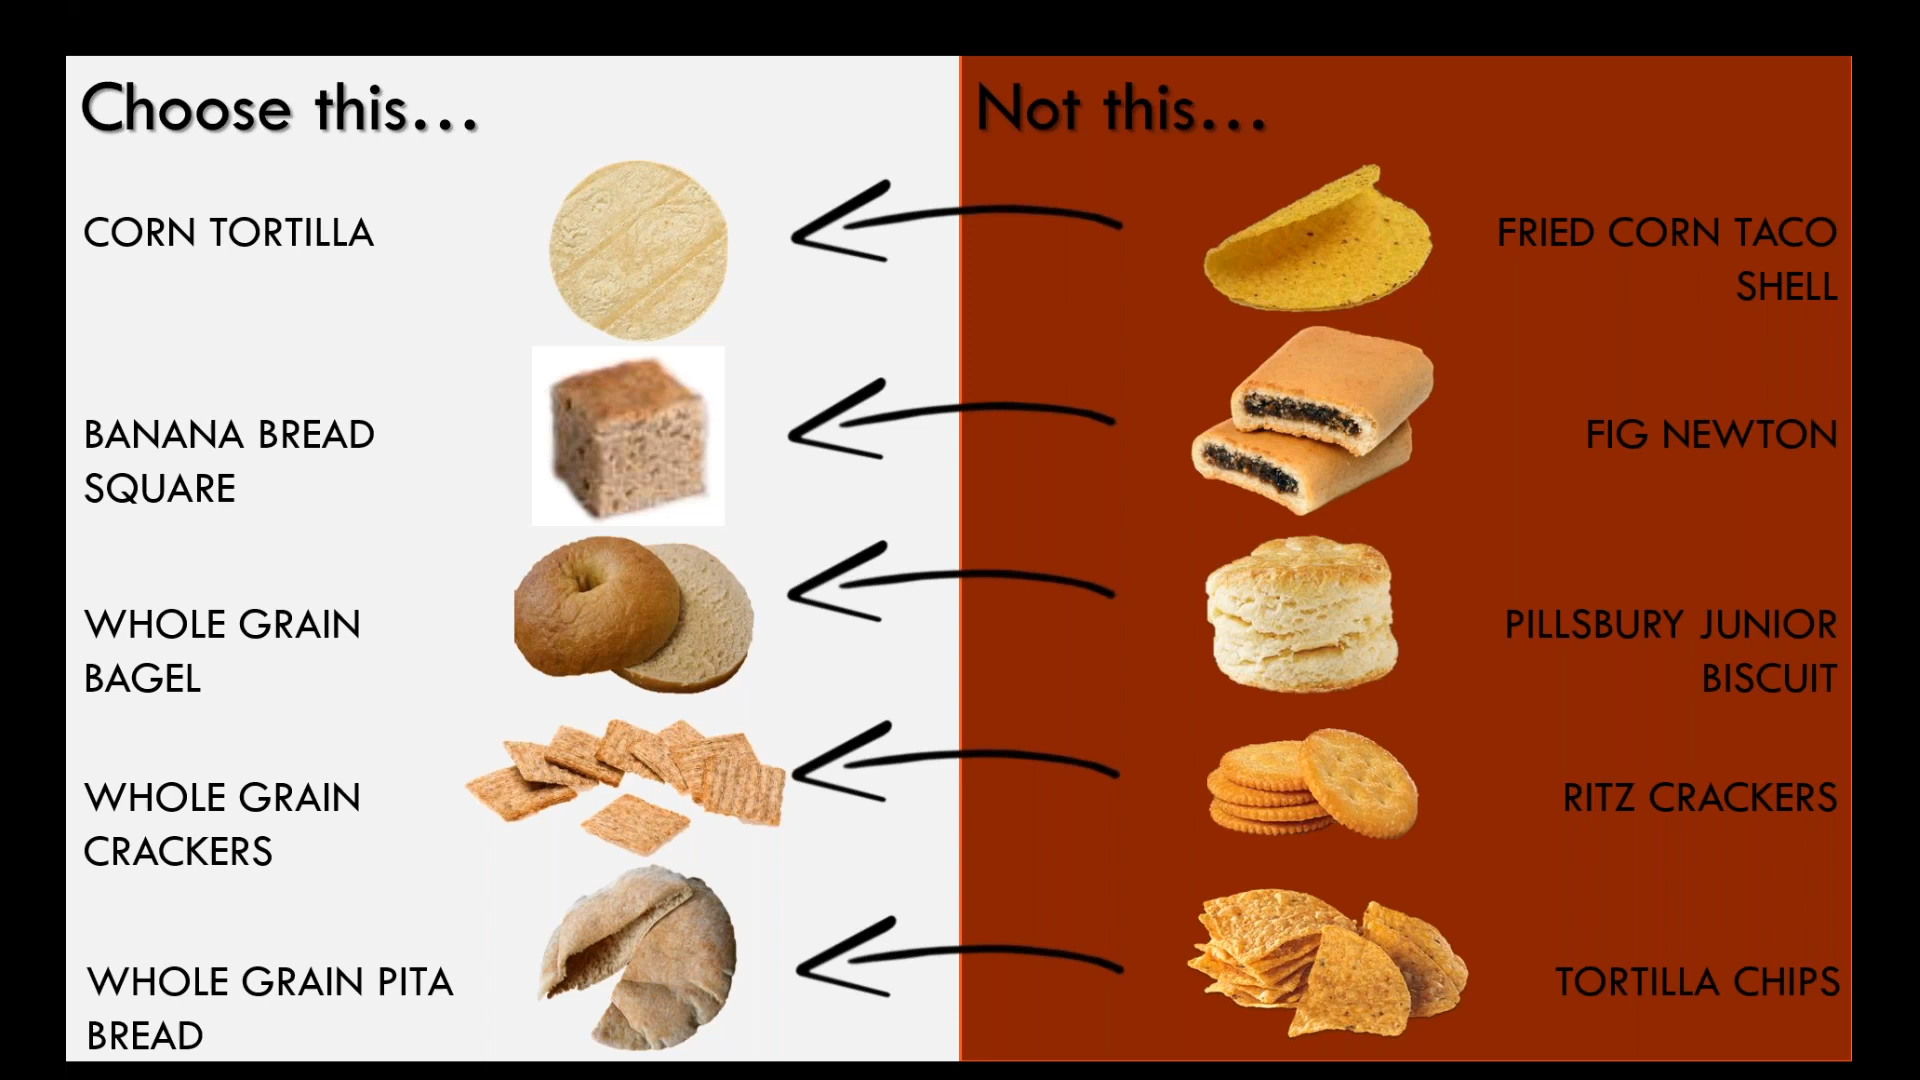 Choose this...
Not this...
CORN TORTILLA
FRIED CORN TACO
SHELL
BANANA BREAD
SQUARE
FIG NEWTON
WHOLE GRAIN
BAGEL
PILLSBURY JUNIOR
BISCUIT
WHOLE GRAIN
CRACKERS
RITZ CRACKERS
WHOLE GRAIN PITA
BREAD
TORTILLA CHIPS